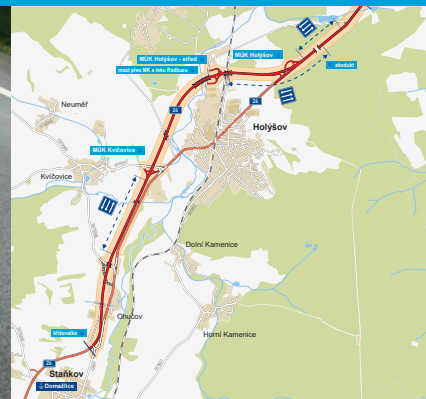 MÚK Holýšov - střed
MÚK Holýšov
most přes MK a řeku Radbuzu
ekodukt
26
Neuměř
26
Holýšov
MÚK Kvíčovice
Kvíčovice
Dolní Kamenice
Ohučov
Horní Kamenice
křižovatka
26
Staňkov
↓ Domažlice